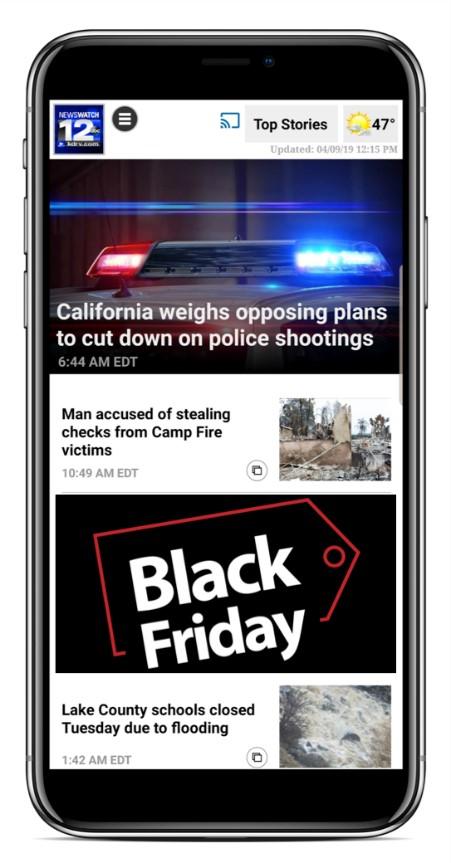 NEWSWATCH
12 abc
kdrv.com
Top Stories
47°
Updated: 04/09/19 12:15 PM
California weighs opposing plans
to cut down on police shootings
6:44 AM EDT
Man accused of stealing
checks from Camp Fire
victims
10:49 AM EDT
Black
Friday
Lake County schools closed
Tuesday due to flooding
1:42 AM EDT